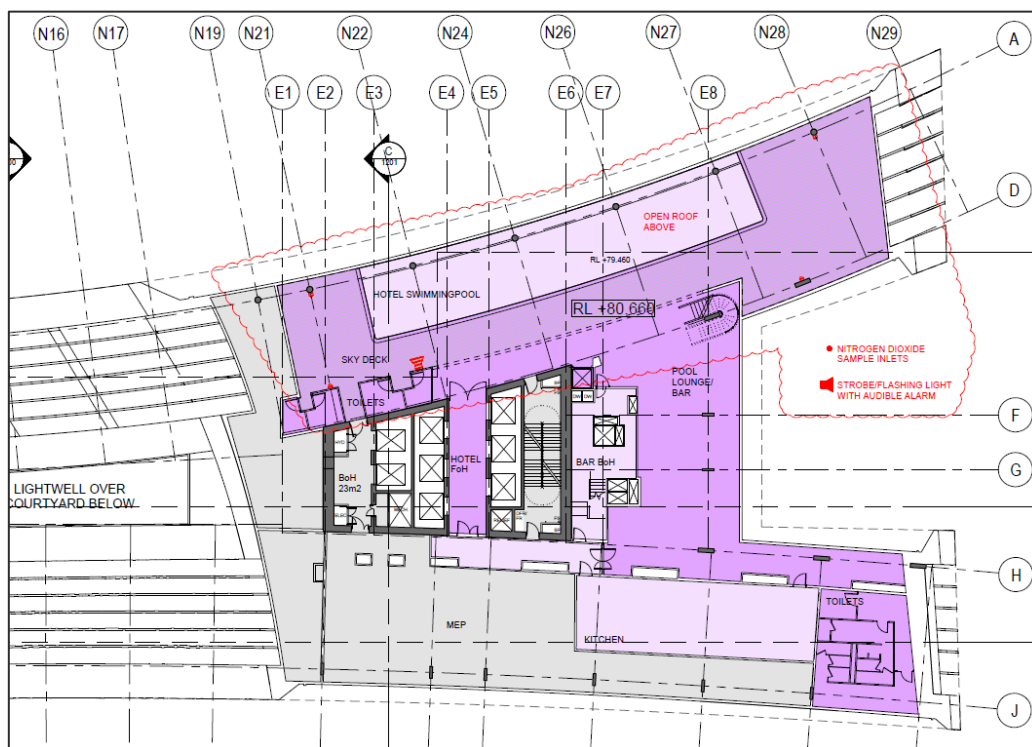 N16
N17
N19
N21
N22
N24
N26
N27
N28
N29
A
E1
E2
E3
E4
E5
E6
E7
E8
C
1201
D
OPEN ROOF
ABOVE
RL +79.460
HOTEL SWIMMINGPOOL
RL +80.660
SKY DECK
NITROGEN DIOXIDE
SAMPLE INLETS
POOL
LOUNGE/
BAR
STROBE/FLASHING LIGHT
WITH AUDIBLE ALARM
TOILETS
F
HYD
HOTEL
FoH
BAR BoH
G
BoH
23m2
LIGHTWELL OVER
COURTYARD BELOW
H
TOILETS
MEP
KITCHEN
J